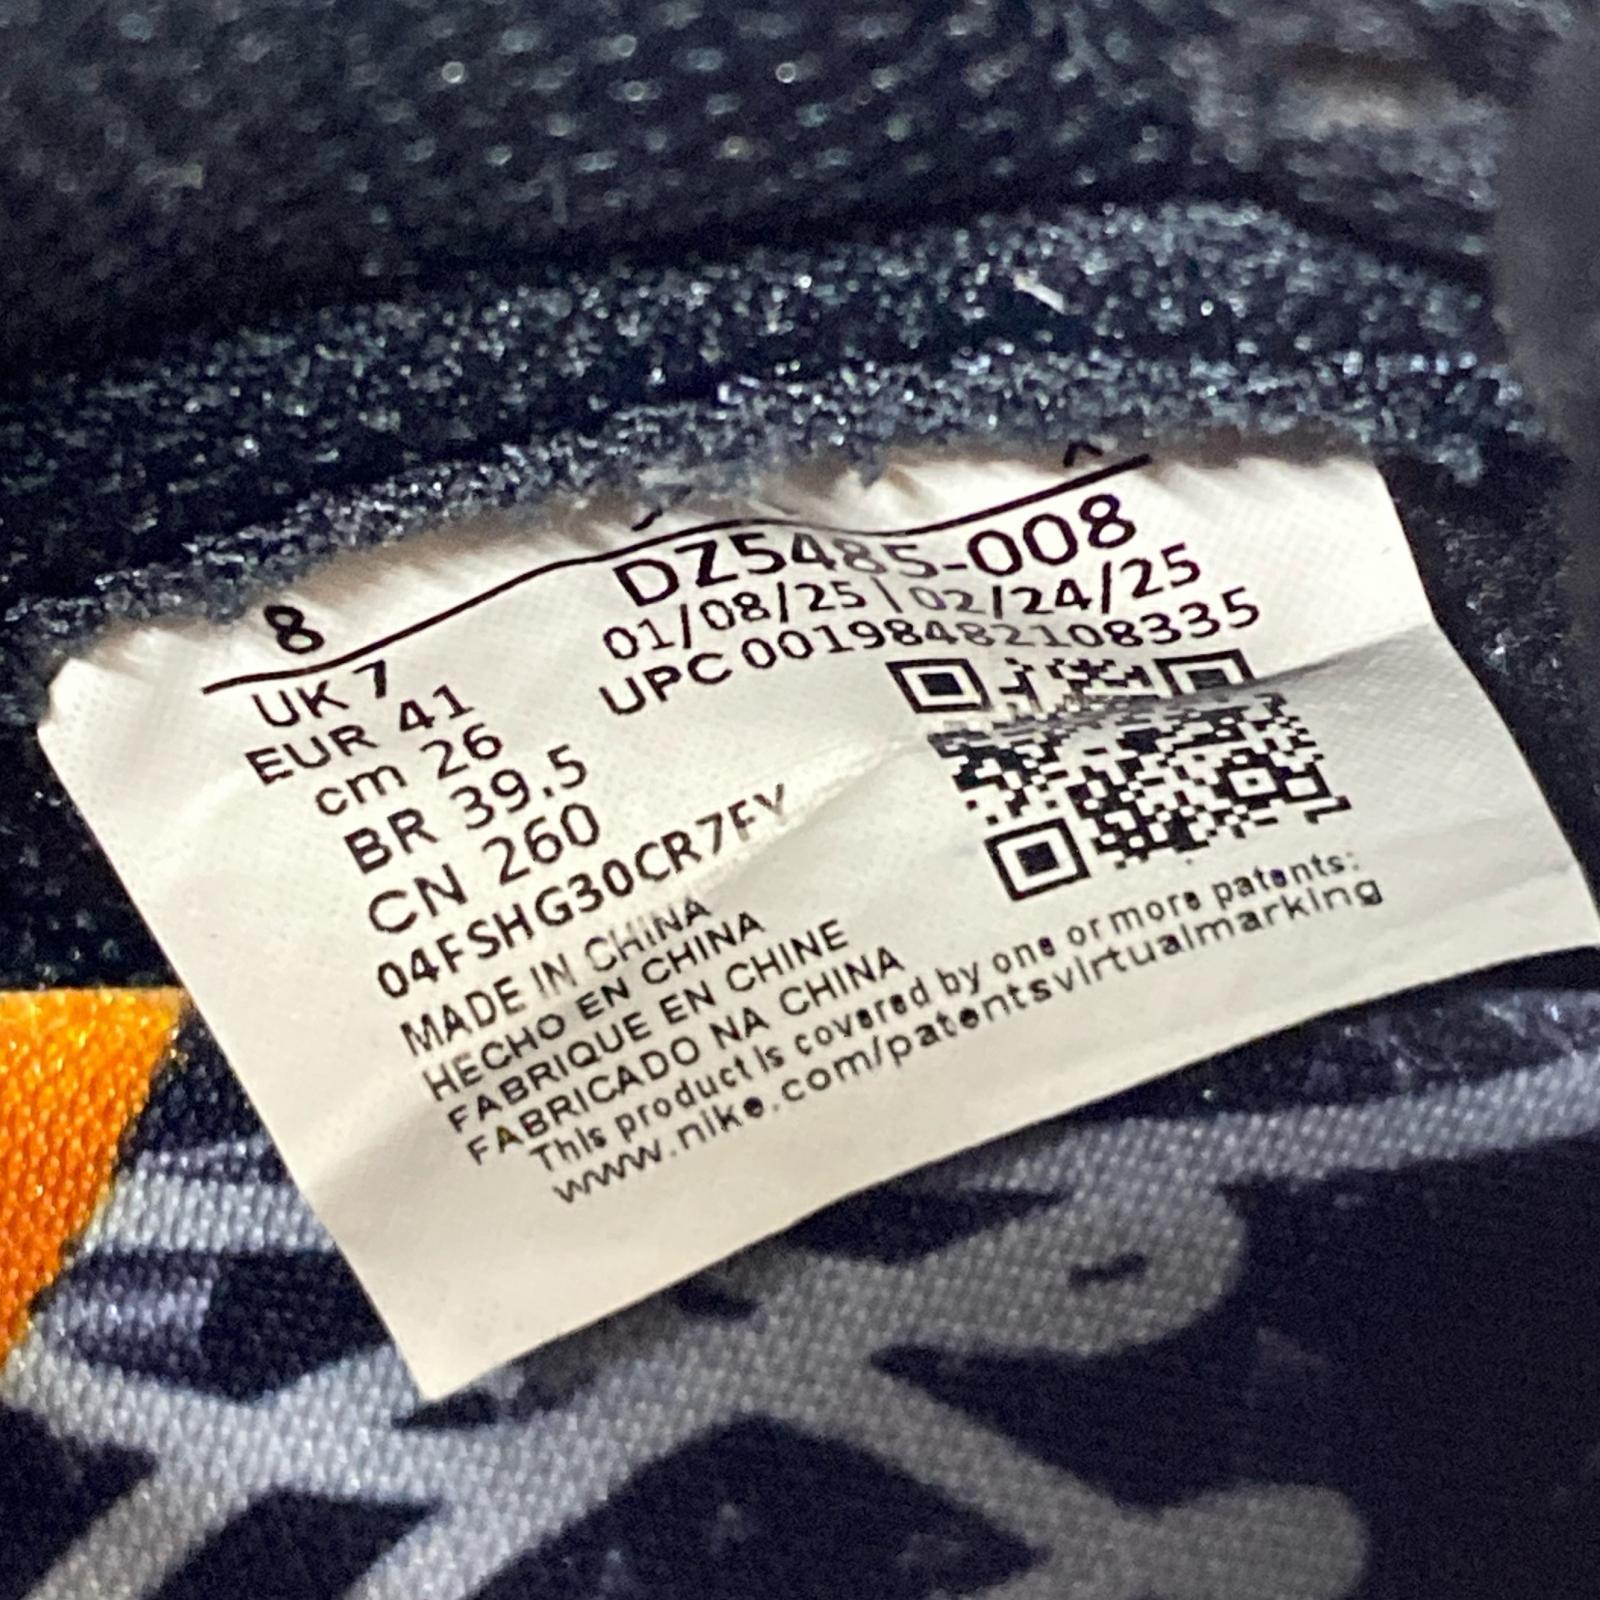 8
DZ5485-008
01/08/25\02/24/25
UPC 00198482108335
UK 7
EUR 41
cm 26
BR 39.5
CN 260
04FSHG30CR7FY
MADE IN CHINA
HECHO EN CHINA
FABRIQUE EN CHINE
FABRICADO NA CHINA
This product is covered by one or more patents:
www.nike.com/patentsvirtualmarking